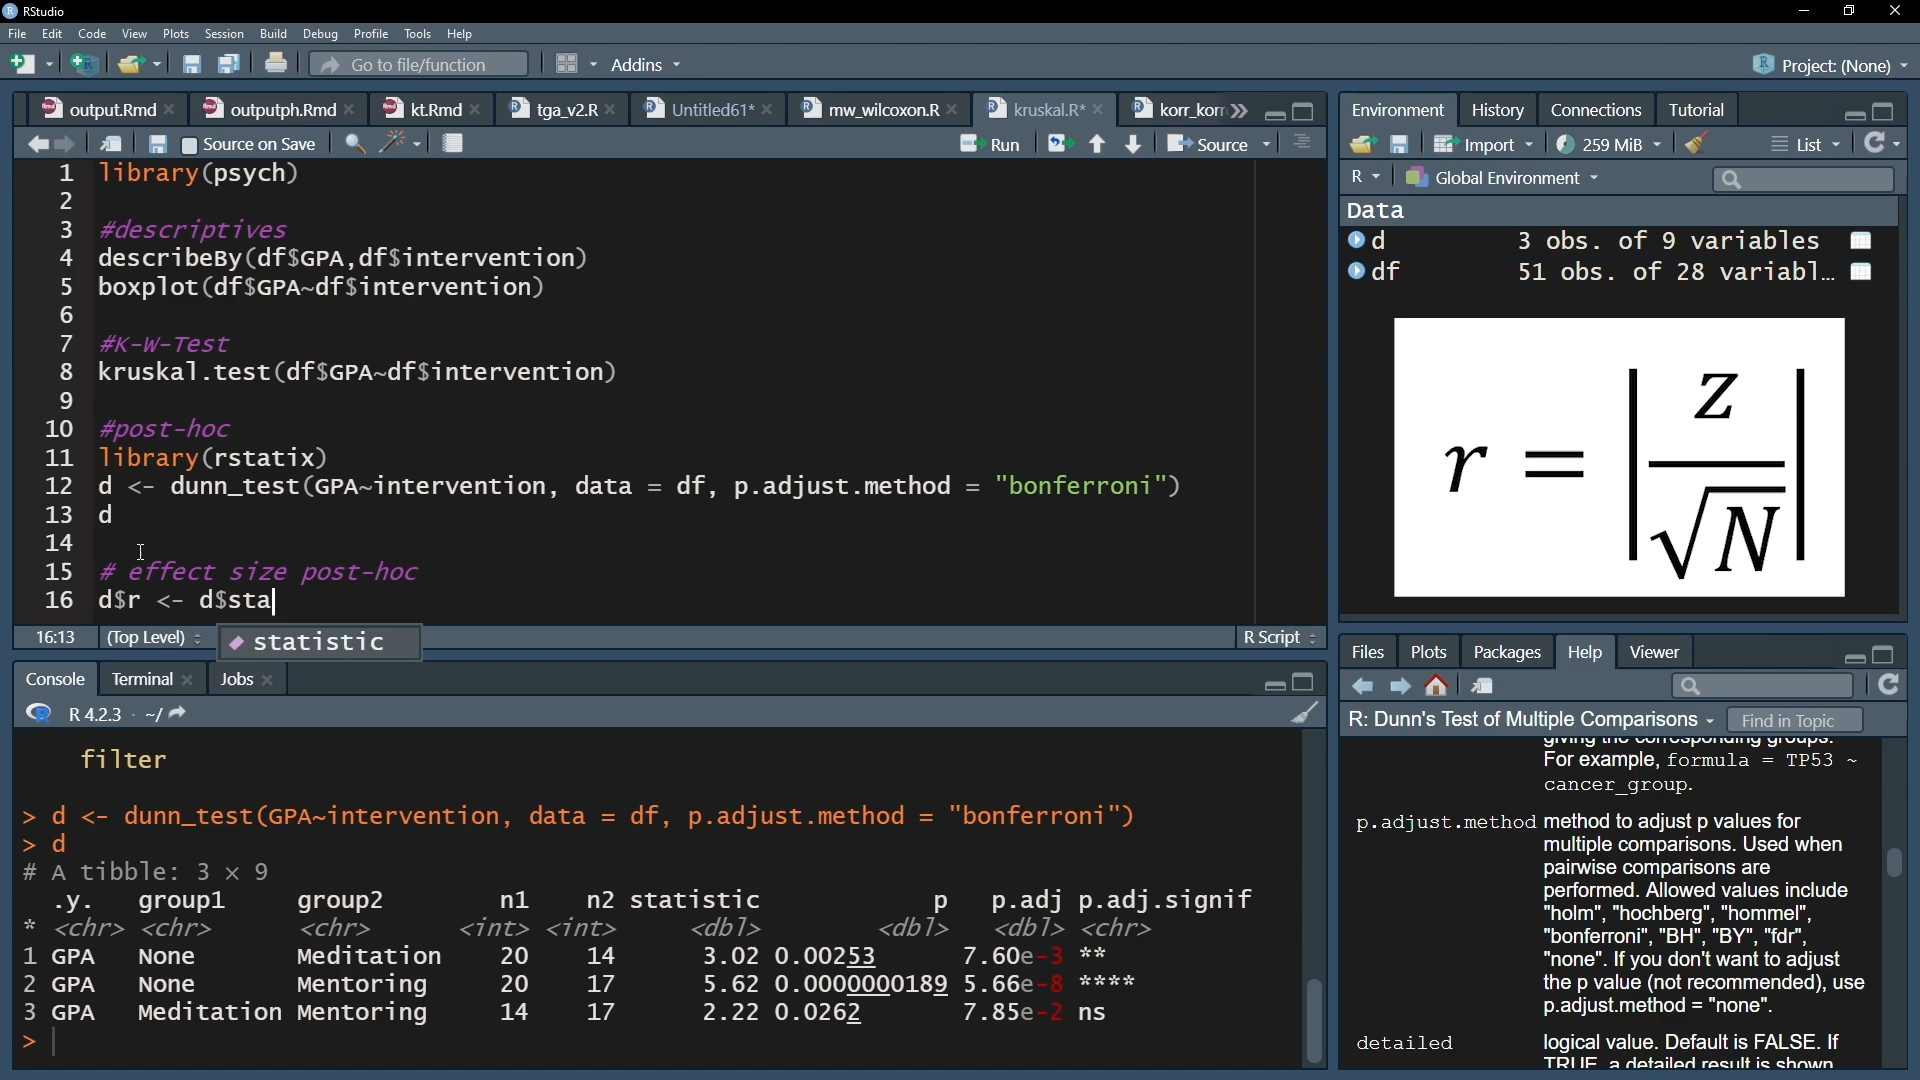 RStudio
File Edit Code View Plots Session Build Debug Profile Tools Help
Go to file/function Addins Project: (None)
output.Rmd outputph.Rmd kt.Rmd tga_v2.R Untitled61* mw_wilcoxon.R kruskal.R* korr_korr
Source on Save Run Source
1 library(psych)
2
3 #descriptives
4 describeBy(df$GPA,df$intervention)
5 boxplot(df$GPA~df$intervention)
6
7 #K-W-Test
8 kruskal.test(df$GPA~df$intervention)
9
10 #post-hoc
11 library(rstatix)
12 d <- dunn_test(GPA~intervention, data = df, p.adjust.method = "bonferroni")
13 d
14
15 # effect size post-hoc
16 d$r <- d$sta
16:13 (Top Level) R Script
statistic
Console Terminal Jobs
R 4.2.3 · ~/
filter
> d <- dunn_test(GPA~intervention, data = df, p.adjust.method = "bonferroni")
> d
# A tibble: 3 × 9
.y. group1 group2 n1 n2 statistic p p.adj p.adj.signif
* <chr> <chr> <chr> <int> <int> <dbl> <dbl> <dbl> <chr>
1 GPA None Meditation 20 14 3.02 0.00253 7.60e-3 **
2 GPA None Mentoring 20 17 5.62 0.0000000189 5.66e-8 ****
3 GPA Meditation Mentoring 14 17 2.22 0.0262 7.85e-2 ns
>
Environment History Connections Tutorial
Import 259 MiB List
R Global Environment
Data
d 3 obs. of 9 variables
df 51 obs. of 28 variabl...
r = | z / √N |
Files Plots Packages Help Viewer
R: Dunn's Test of Multiple Comparisons Find in Topic
giving the corresponding groups.
For example, formula = TP53 ~
cancer_group.
p.adjust.method method to adjust p values for
multiple comparisons. Used when
pairwise comparisons are
performed. Allowed values include
"holm", "hochberg", "hommel",
"bonferroni", "BH", "BY", "fdr",
"none". If you don't want to adjust
the p value (not recommended), use
p.adjust.method = "none".
detailed logical value. Default is FALSE. If
TRUE, a detailed result is shown.